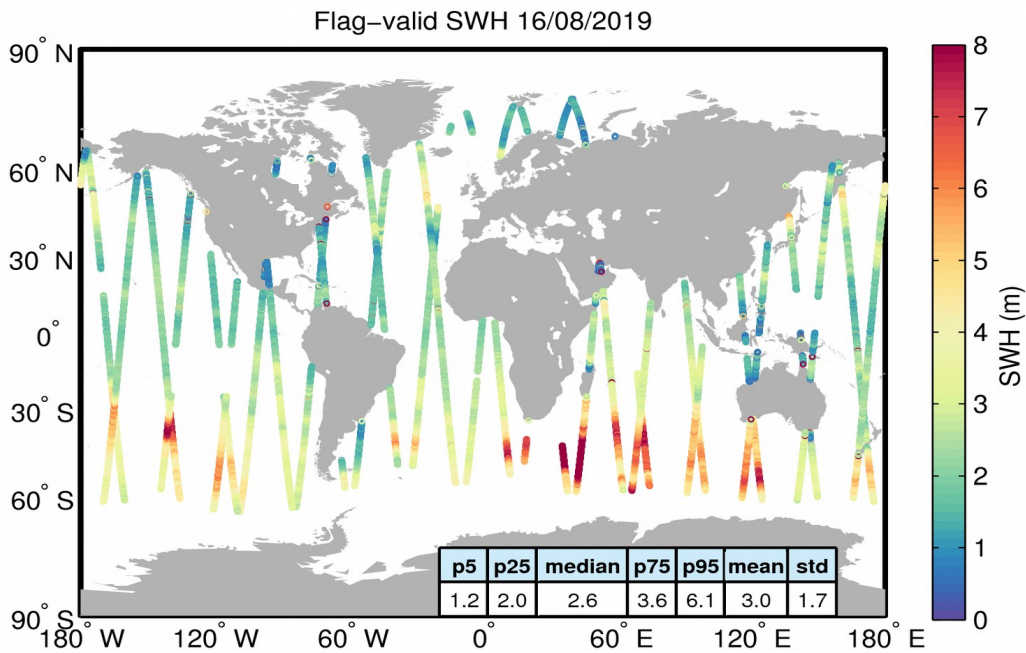 Flag−valid SWH 16/08/2019
90° N
60° N
30° N
0°
30° S
60° S
90° S
180° W
120° W
60° W
0°
60° E
120° E
180° E
p5 p25 median p75 p95 mean std
1.2 2.0 2.6 3.6 6.1 3.0 1.7
8
7
6
5
4
3
2
1
0
SWH (m)